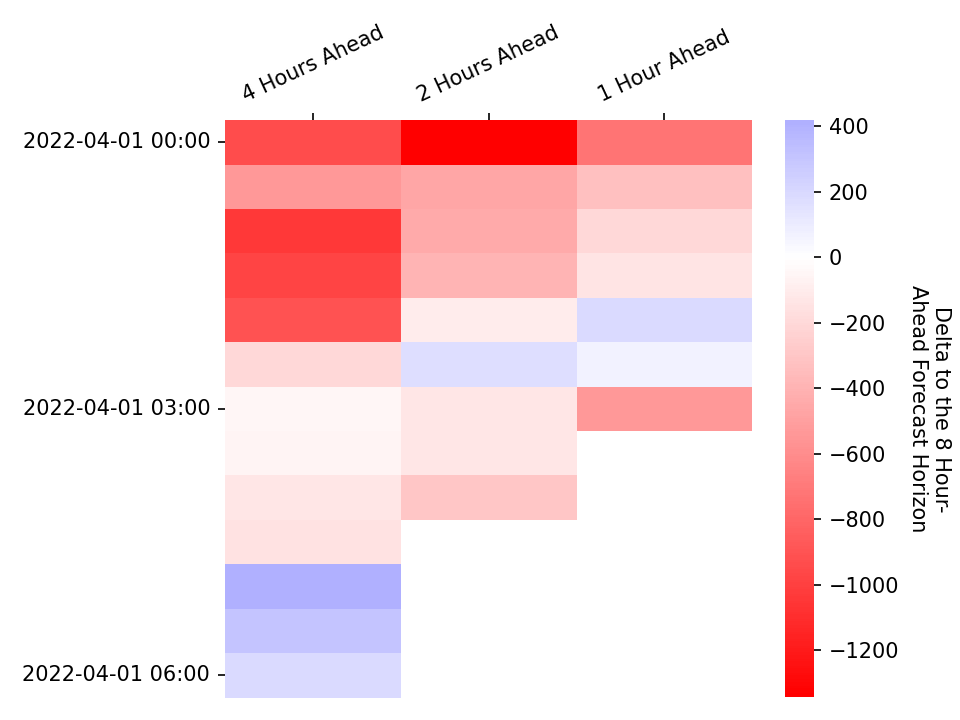 4 Hours Ahead
2 Hours Ahead
1 Hour Ahead
2022-04-01 00:00
2022-04-01 03:00
2022-04-01 06:00
400
200
0
−200
−400
−600
−800
−1000
−1200
Delta to the 8 Hour-
Ahead Forecast Horizon